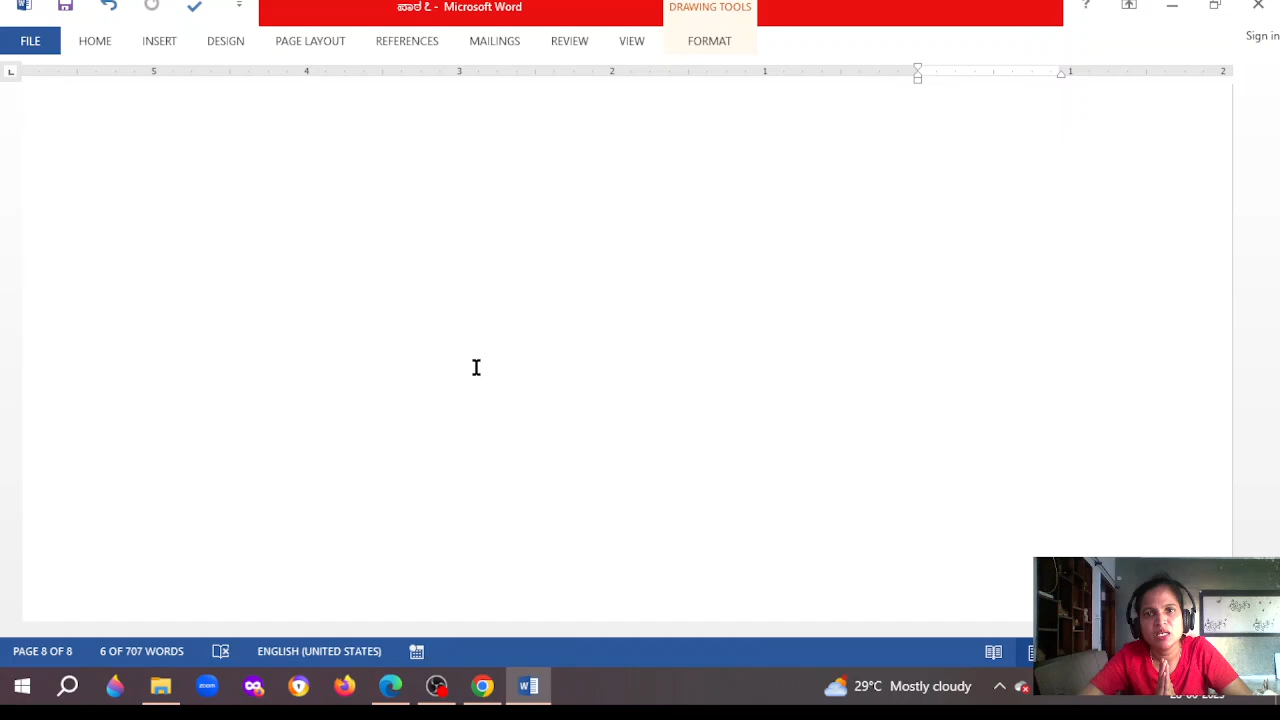 ಪಾಠ ೭ - Microsoft Word
DRAWING TOOLS
?
FILE HOME INSERT DESIGN PAGE LAYOUT REFERENCES MAILINGS REVIEW VIEW FORMAT Sign in
5 4 3 2 1 1 2
PAGE 8 OF 8 6 OF 707 WORDS ENGLISH (UNITED STATES)
zoom
29°C Mostly cloudy